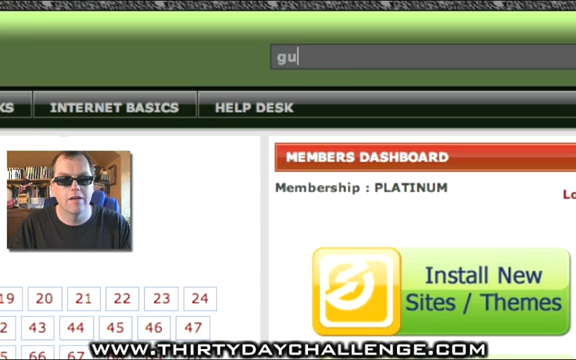 gu
KS INTERNET BASICS HELP DESK
MEMBERS DASHBOARD
Membership : PLATINUM
Lo
Install New
Sites / Themes
19 20 21 22 23 24
2 43 44 45 46 47
65 66 67
WWW.THIRTYDAYCHALLENGE.COM